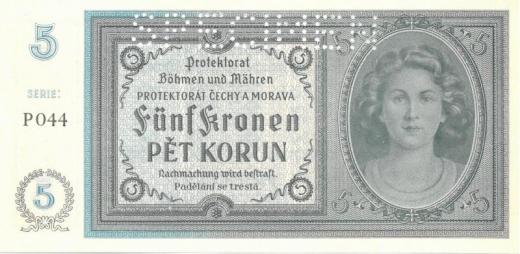 SPECIMEN
5
Protektorat
Böhmen und Mähren
PROTEKTORÁT ČECHY A MORAVA
SERIE:
P044
Fünf Kronen
PĚT KORUN
Nachmachung wird bestraft.
Padělání se trestá.
5
5
5